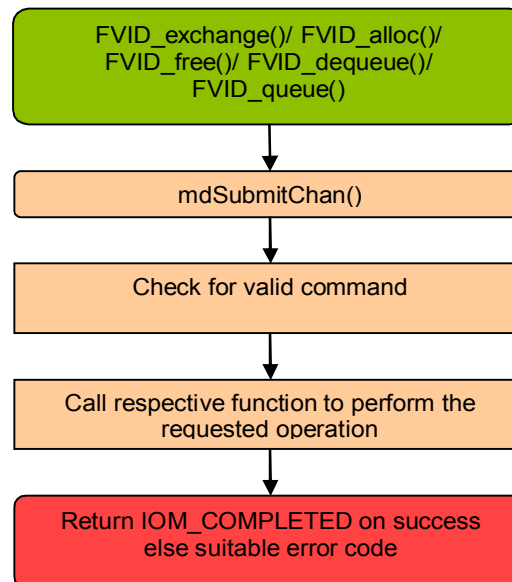 FVID_exchange()/ FVID_alloc()/
FVID_free()/ FVID_dequeue()/
FVID_queue()
mdSubmitChan()
Check for valid command
Call respective function to perform the
requested operation
Return IOM_COMPLETED on success
else suitable error code